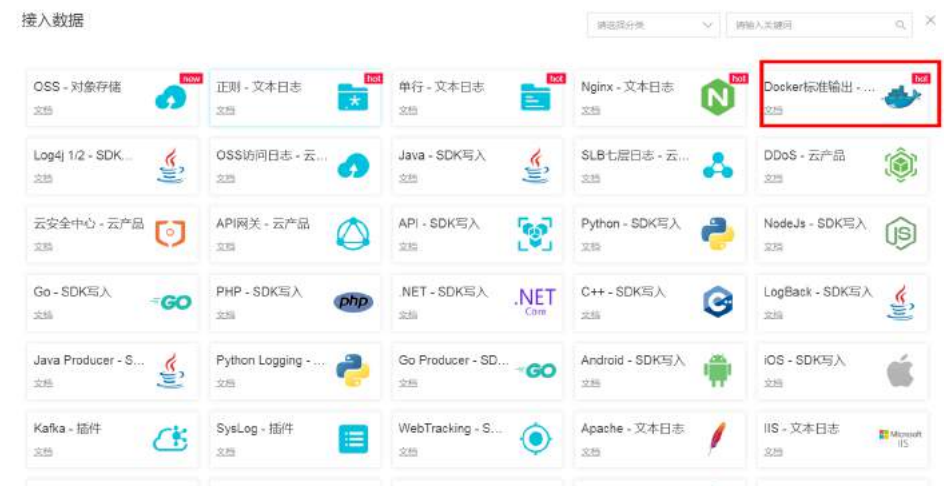 接入数据
请选择分类
请输入关键词
OSS - 对象存储
new
文档
正则 - 文本日志
hot
文档
单行 - 文本日志
hot
文档
Nginx - 文本日志
hot
文档
Docker标准输出 - ...
hot
文档
Log4j 1/2 - SDK...
文档
OSS访问日志 - 云...
文档
Java - SDK写入
文档
SLB七层日志 - 云...
文档
DDoS - 云产品
文档
云安全中心 - 云产品
文档
API网关 - 云产品
文档
API - SDK写入
文档
Python - SDK写入
文档
NodeJs - SDK写入
文档
JS
Go - SDK写入
文档
GO
PHP - SDK写入
文档
php
.NET - SDK写入
文档
.NET
Core
C++ - SDK写入
文档
LogBack - SDK写入
文档
Java Producer - S...
文档
Python Logging - ...
文档
Go Producer - SD...
文档
GO
Android - SDK写入
文档
iOS - SDK写入
文档
Kafka - 插件
文档
SysLog - 插件
文档
WebTracking - S...
文档
Apache - 文本日志
文档
IIS - 文本日志
文档
Microsoft
IIS